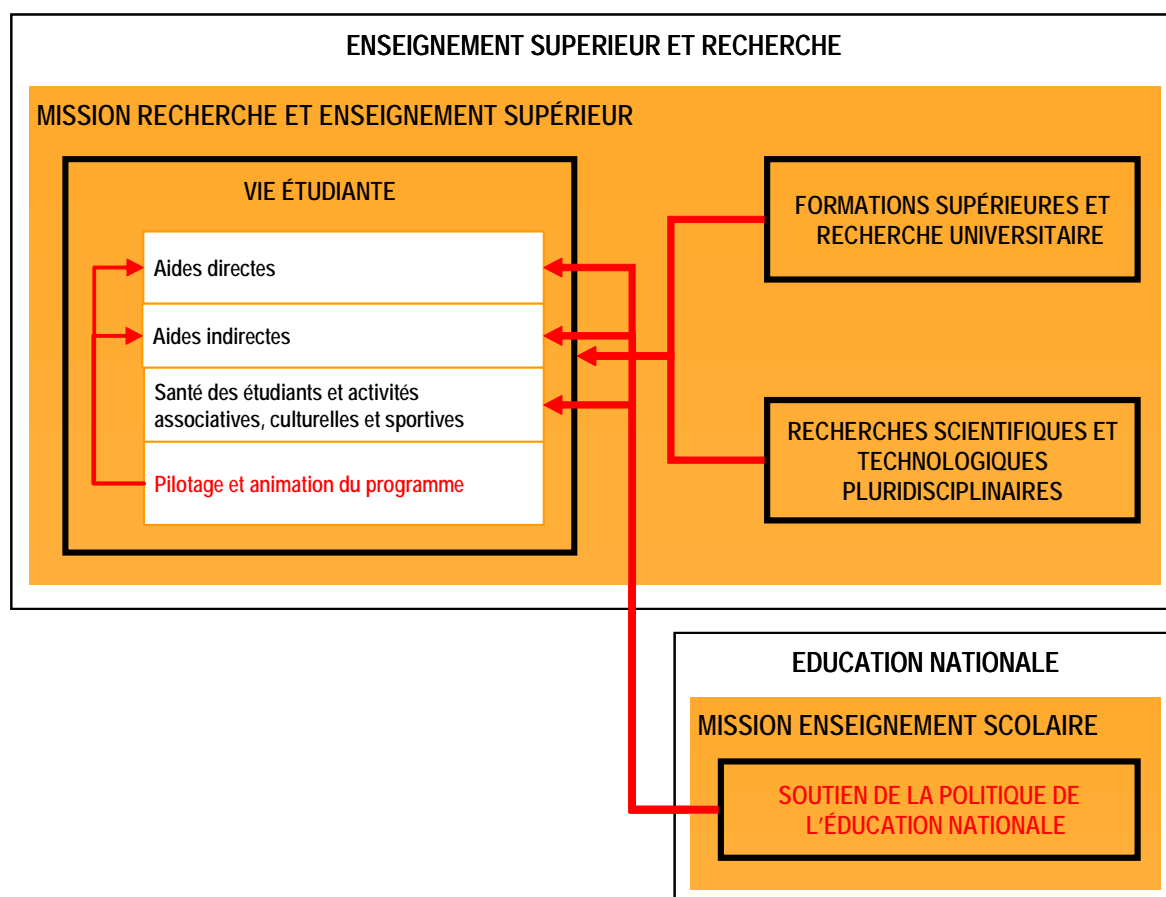 ENSEIGNEMENT SUPERIEUR ET RECHERCHE
MISSION RECHERCHE ET ENSEIGNEMENT SUPÉRIEUR
VIE ÉTUDIANTE
Aides directes
Aides indirectes
Santé des étudiants et activités
associatives, culturelles et sportives
Pilotage et animation du programme
FORMATIONS SUPÉRIEURES ET
RECHERCHE UNIVERSITAIRE
RECHERCHES SCIENTIFIQUES ET
TECHNOLOGIQUES
PLURIDISCIPLINAIRES
EDUCATION NATIONALE
MISSION ENSEIGNEMENT SCOLAIRE
SOUTIEN DE LA POLITIQUE DE
L'ÉDUCATION NATIONALE